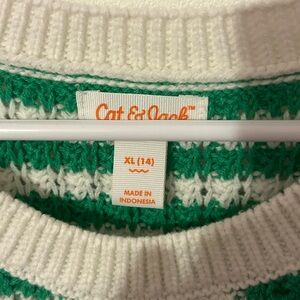 Cat & Jack™
XL (14)
MADE IN
INDONESIA